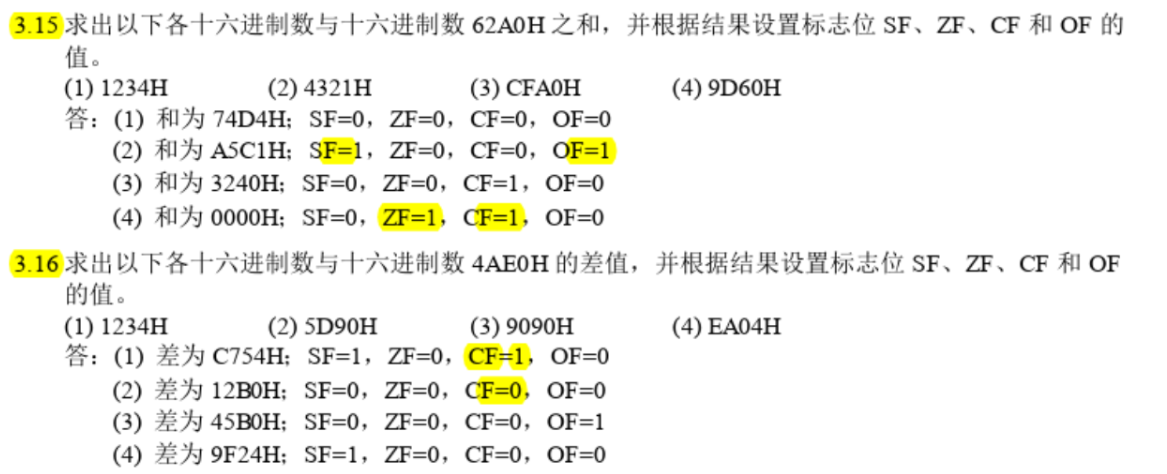 3.15 求出以下各十六进制数与十六进制数 62A0H 之和，并根据结果设置标志位 SF、ZF、CF 和 OF 的
值。
(1) 1234H (2) 4321H (3) CFA0H (4) 9D60H
答：(1) 和为 74D4H；SF=0，ZF=0，CF=0，OF=0
(2) 和为 A5C1H；SF=1，ZF=0，CF=0，OF=1
(3) 和为 3240H；SF=0，ZF=0，CF=1，OF=0
(4) 和为 0000H；SF=0，ZF=1，CF=1，OF=0
3.16 求出以下各十六进制数与十六进制数 4AE0H 的差值，并根据结果设置标志位 SF、ZF、CF 和 OF
的值。
(1) 1234H (2) 5D90H (3) 9090H (4) EA04H
答：(1) 差为 C754H；SF=1，ZF=0，CF=1，OF=0
(2) 差为 12B0H；SF=0，ZF=0，CF=0，OF=0
(3) 差为 45B0H；SF=0，ZF=0，CF=0，OF=1
(4) 差为 9F24H；SF=1，ZF=0，CF=0，OF=0